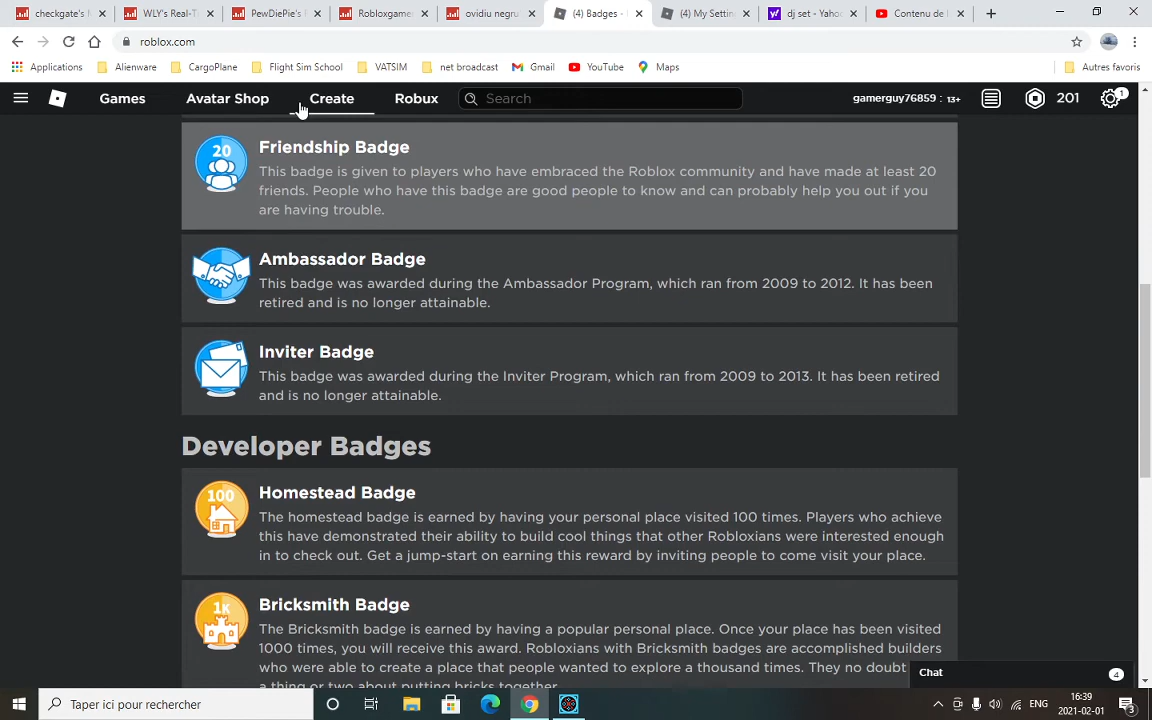 checkgate's
WLY's Real-T
PewDiePie's
Robloxgame
ovidiu negru
(4) Badges -
(4) My Settin
dj set - Yaho
Contenu de
roblox.com
Applications
Alienware
CargoPlane
Flight Sim School
VATSIM
net broadcast
Gmail
YouTube
Maps
Autres favoris
Games
Avatar Shop
Create
Robux
Search
gamerguy76859 : 13+
201
1
20
Friendship Badge
This badge is given to players who have embraced the Roblox community and have made at least 20
friends. People who have this badge are good people to know and can probably help you out if you
are having trouble.
Ambassador Badge
This badge was awarded during the Ambassador Program, which ran from 2009 to 2012. It has been
retired and is no longer attainable.
Inviter Badge
This badge was awarded during the Inviter Program, which ran from 2009 to 2013. It has been retired
and is no longer attainable.
Developer Badges
100
Homestead Badge
The homestead badge is earned by having your personal place visited 100 times. Players who achieve
this have demonstrated their ability to build cool things that other Robloxians were interested enough
in to check out. Get a jump-start on earning this reward by inviting people to come visit your place.
1K
Bricksmith Badge
The Bricksmith badge is earned by having a popular personal place. Once your place has been visited
1000 times, you will receive this award. Robloxians with Bricksmith badges are accomplished builders
who were able to create a place that people wanted to explore a thousand times. They no doubt
a thing or two about putting bricks together.
Chat
4
Taper ici pour rechercher
ENG
16:39
2021-02-01
3